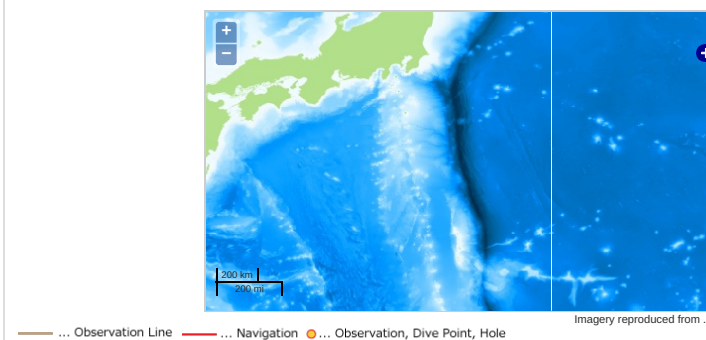 +
−
200 km
200 mi
Imagery reproduced from .
... Observation Line ... Navigation ... Observation, Dive Point, Hole